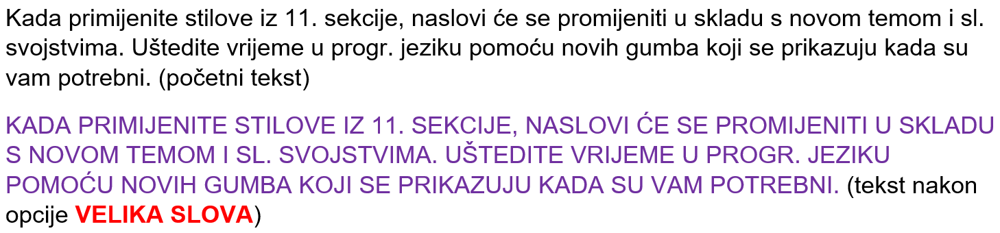 Kada primijenite stilove iz 11. sekcije, naslovi će se promijeniti u skladu s novom temom i sl.
svojstvima. Uštedite vrijeme u progr. jeziku pomoću novih gumba koji se prikazuju kada su
vam potrebni. (početni tekst)
KADA PRIMIJENITE STILOVE IZ 11. SEKCIJE, NASLOVI ĆE SE PROMIJENITI U SKLADU
S NOVOM TEMOM I SL. SVOJSTVIMA. UŠTEDITE VRIJEME U PROGR. JEZIKU
POMOĆU NOVIH GUMBA KOJI SE PRIKAZUJU KADA SU VAM POTREBNI. (tekst nakon
opcije VELIKA SLOVA)